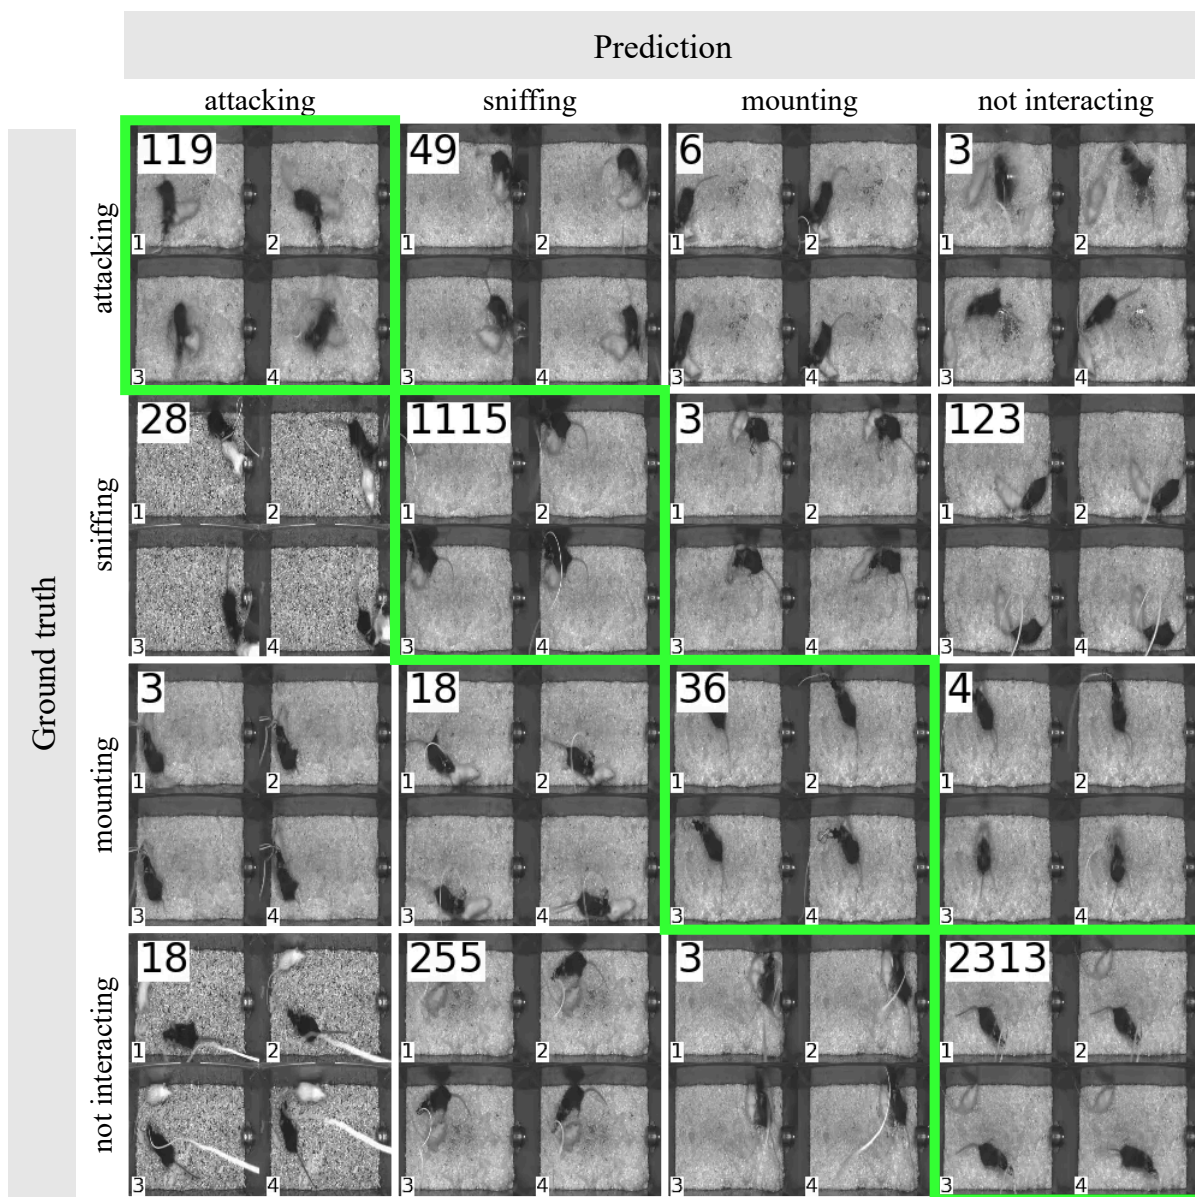 Prediction
attacking sniffing mounting not interacting
Ground truth
attacking
119 49 6 3
1 2 1 2 1 2 1 2
3 4 3 4 3 4 3 4
sniffing
28 1115 3 123
1 2 1 2 1 2 1 2
3 4 3 4 3 4 3 4
mounting
3 18 36 4
1 2 1 2 1 2 1 2
3 4 3 4 3 4 3 4
not interacting
18 255 3 2313
1 2 1 2 1 2 1 2
3 4 3 4 3 4 3 4